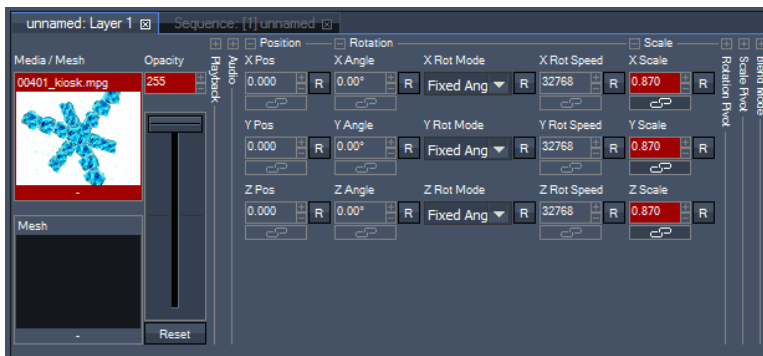 unnamed: Layer 1
Sequence: [1] unnamed
Position
Rotation
Scale
Media / Mesh
Opacity
Playback
Audio
X Pos
X Angle
X Rot Mode
X Rot Speed
X Scale
Rotation Pivot
Scale Pivot
Blend Mode
00401_kiosk.mpg
255
0.000 R 0.00° R Fixed Ang R 32768 R 0.870 R
Y Pos
Y Angle
Y Rot Mode
Y Rot Speed
Y Scale
0.000 R 0.00° R Fixed Ang R 32768 R 0.870 R
-
Z Pos
Z Angle
Z Rot Mode
Z Rot Speed
Z Scale
0.000 R 0.00° R Fixed Ang R 32768 R 0.870 R
Mesh
-
Reset